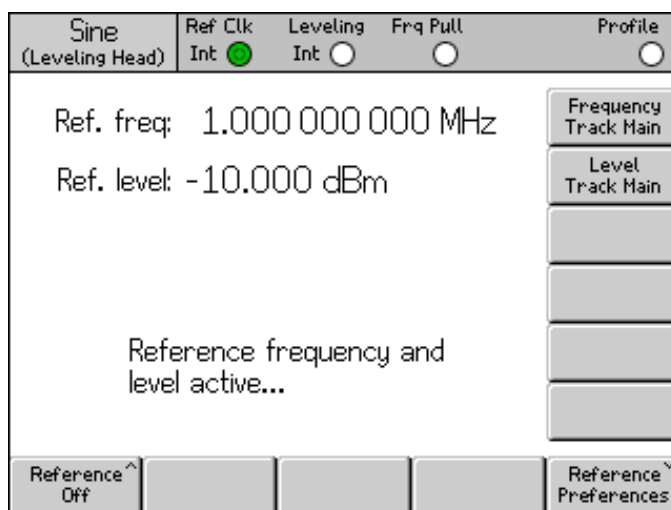 Sine
(Leveling Head)
Ref Clk
Int
Leveling
Int
Frq Pull
Profile
Ref. freq: 1.000 000 000 MHz
Frequency
Track Main
Ref. level: -10.000 dBm
Level
Track Main
Reference frequency and
level active...
Reference ^
Off
Reference ˅
Preferences